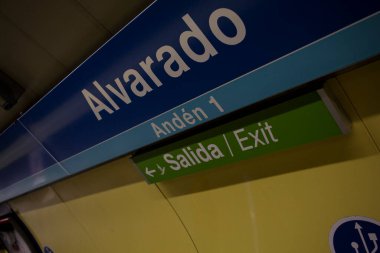 Alvarado
Andén 1
Salida / Exit